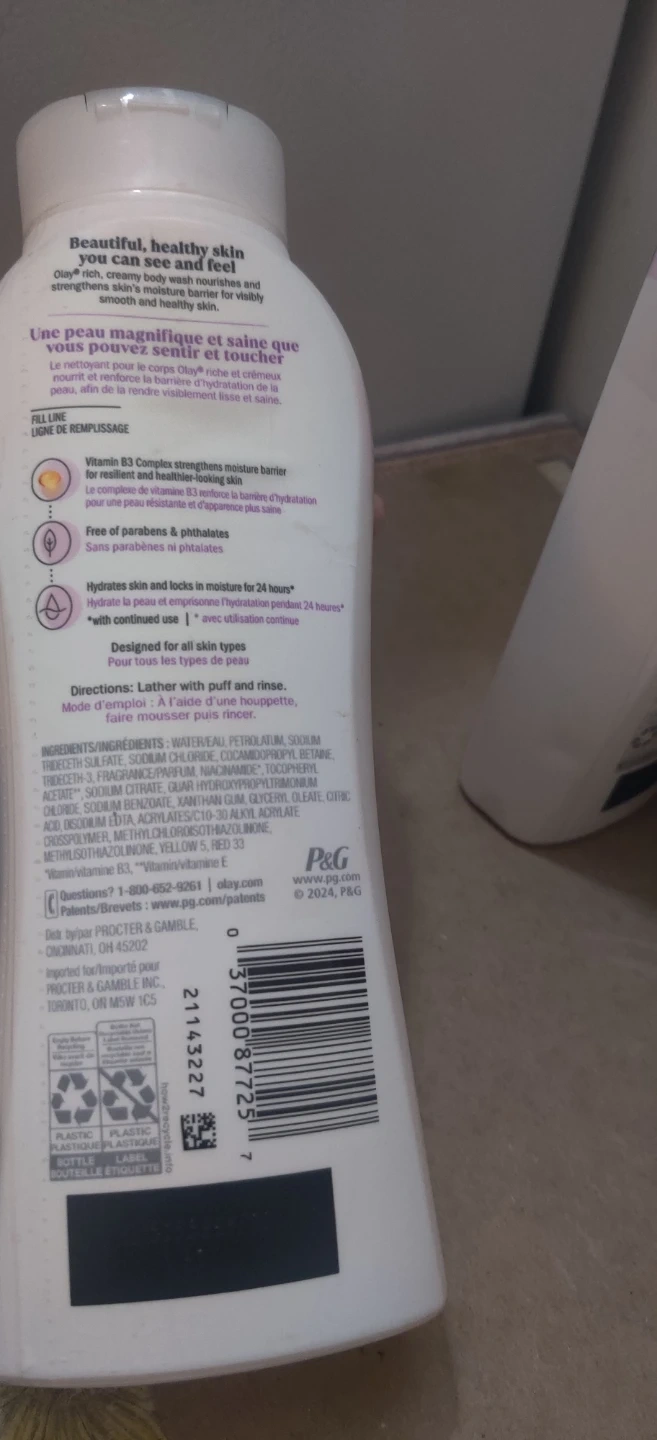 Beautiful, healthy skin
you can see and feel
Olay® rich, creamy body wash nourishes and
strengthens skin's moisture barrier for visibly
smooth and healthy skin.
Une peau magnifique et saine que
vous pouvez sentir et toucher
Le nettoyant pour le corps Olay® riche et crémeux
nourrit et renforce la barrière d'hydratation de la
peau, afin de la rendre visiblement lisse et saine.
FILL LINE
LIGNE DE REMPLISSAGE
Vitamin B3 Complex strengthens moisture barrier
for resilient and healthier-looking skin
Le complexe de vitamine B3 renforce la barrière d'hydratation
pour une peau résistante et d'apparence plus saine
Free of parabens & phthalates
Sans parabènes ni phtalates
Hydrates skin and locks in moisture for 24 hours*
Hydrate la peau et emprisonne l'hydratation pendant 24 heures*
*with continued use | * avec utilisation continue
Designed for all skin types
Pour tous les types de peau
Directions: Lather with puff and rinse.
Mode d'emploi : À l'aide d'une houppette,
faire mousser puis rincer.
INGREDIENTS/INGRÉDIENTS : WATER/EAU, PETROLATUM, SODIUM
TRIDECETH SULFATE, SODIUM CHLORIDE, COCAMIDOPROPYL BETAINE,
TRIDECETH-3, FRAGRANCE/PARFUM, NIACINAMIDE*, TOCOPHERYL
ACETATE**, SODIUM CITRATE, GUAR HYDROXYPROPYLTRIMONIUM
CHLORIDE, SODIUM BENZOATE, XANTHAN GUM, GLYCERYL OLEATE, CITRIC
ACID, DISODIUM EDTA, ACRYLATES/C10-30 ALKYL ACRYLATE
CROSSPOLYMER, METHYLCHLOROISOTHIAZOLINONE,
METHYLISOTHIAZOLINONE, YELLOW 5, RED 33
*Vitamin/vitamine B3, **Vitamin/vitamine E
P&G
www.pg.com
© 2024, P&G
Questions? 1-800-652-9261 | olay.com
Patents/Brevets : www.pg.com/patents
Distr. by/par PROCTER & GAMBLE,
CINCINNATI, OH 45202
Imported for/Importé pour
PROCTER & GAMBLE INC.,
TORONTO, ON M5W 1C5
21143227
0 37000 87725 7
Empty Before
Recycling
PLASTIC
PLASTIQUE
BOTTLE
BOUTEILLE
PLASTIC
PLASTIQUE
LABEL
ÉTIQUETTE
how2recycle.info